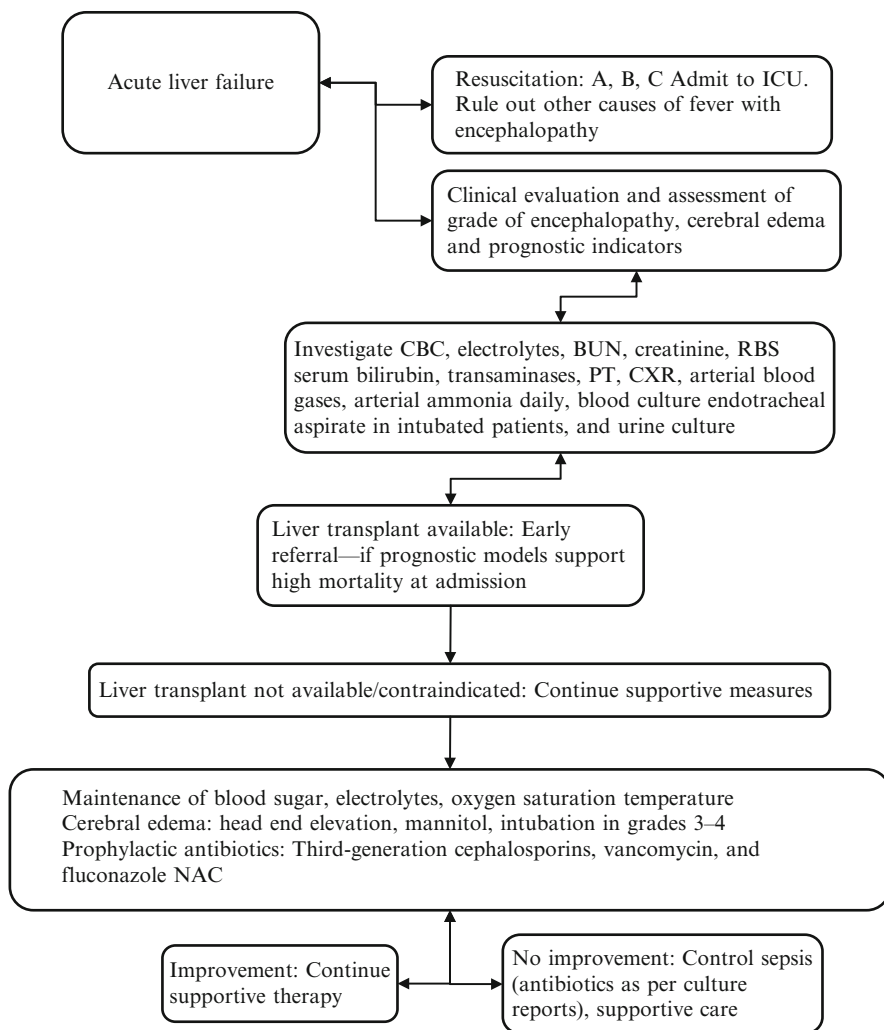 Acute liver failure
Resuscitation: A, B, C Admit to ICU.
Rule out other causes of fever with
encephalopathy
Clinical evaluation and assessment of
grade of encephalopathy, cerebral edema
and prognostic indicators
Investigate CBC, electrolytes, BUN, creatinine, RBS
serum bilirubin, transaminases, PT, CXR, arterial blood
gases, arterial ammonia daily, blood culture endotracheal
aspirate in intubated patients, and urine culture
Liver transplant available: Early
referral—if prognostic models support
high mortality at admission
Liver transplant not available/contraindicated: Continue supportive measures
Maintenance of blood sugar, electrolytes, oxygen saturation temperature
Cerebral edema: head end elevation, mannitol, intubation in grades 3–4
Prophylactic antibiotics: Third-generation cephalosporins, vancomycin, and
fluconazole NAC
Improvement: Continue
supportive therapy
No improvement: Control sepsis
(antibiotics as per culture
reports), supportive care